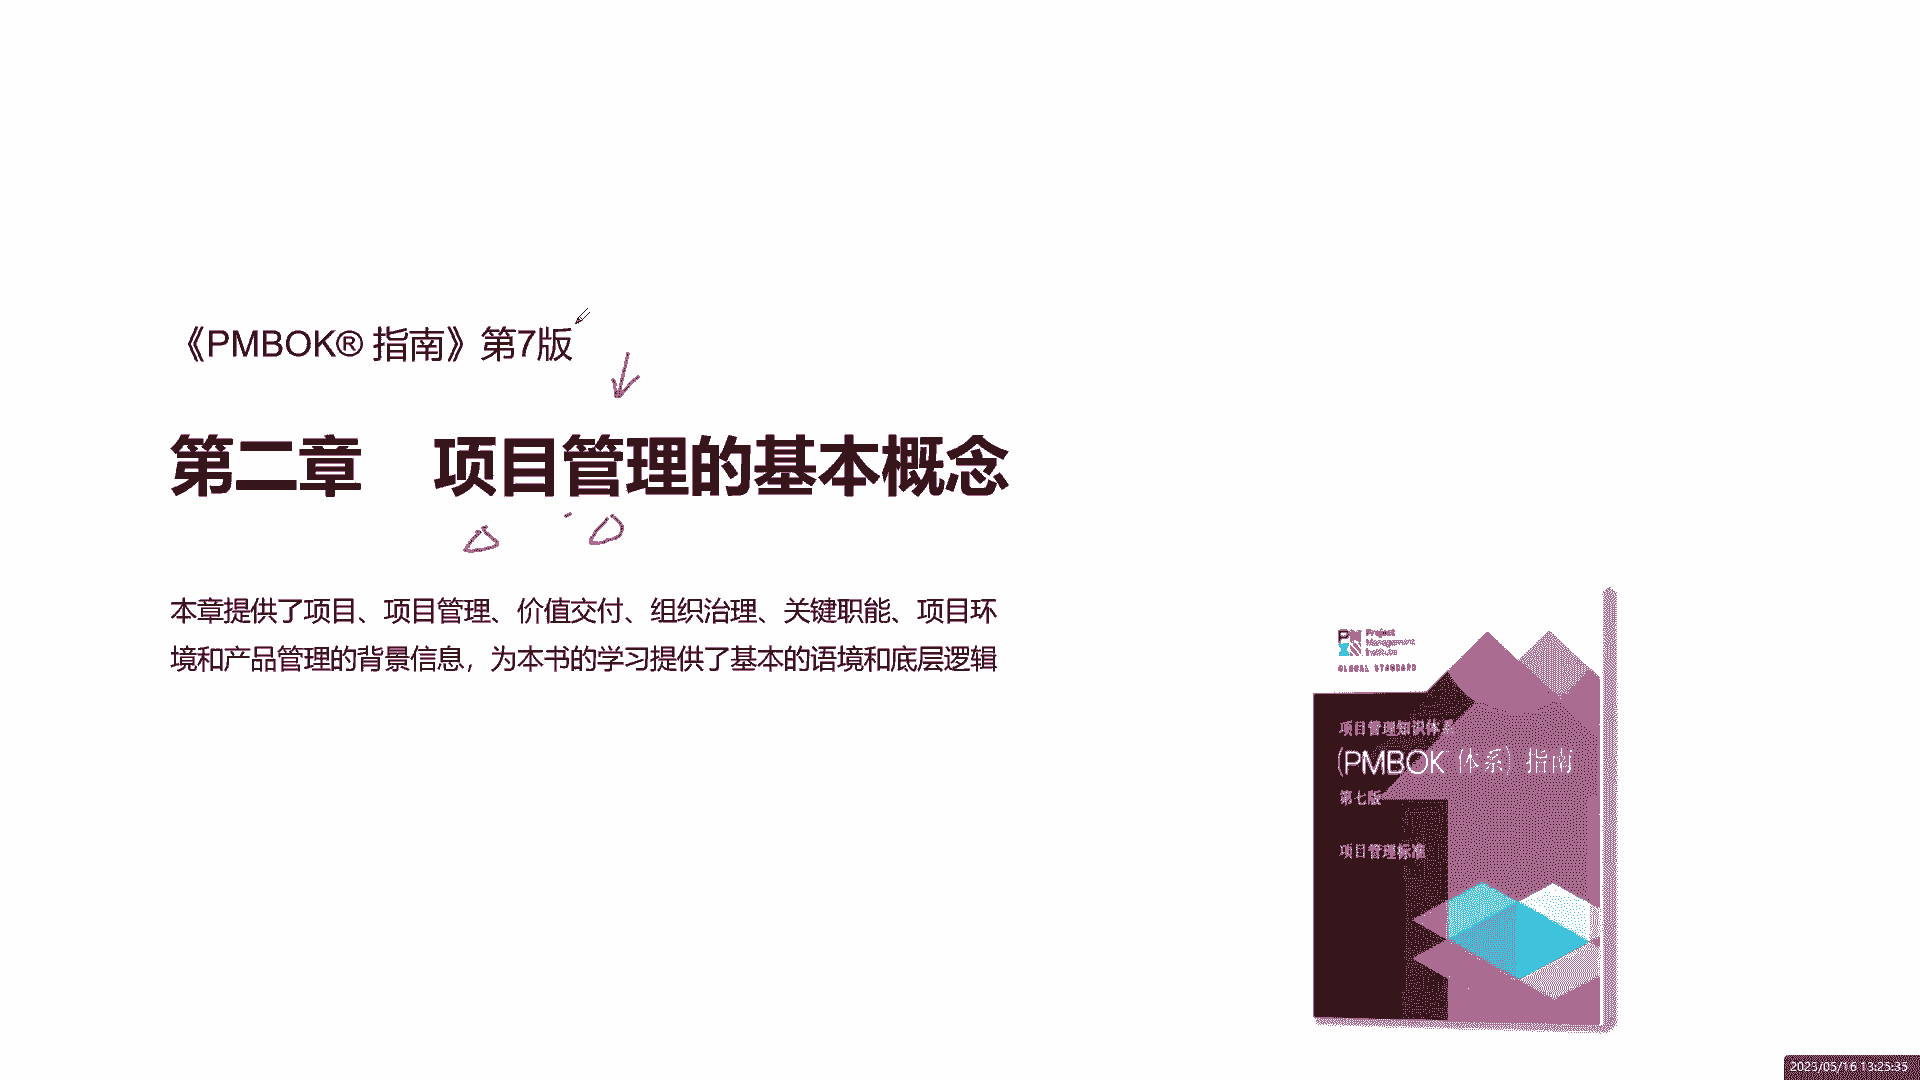 《PMBOK® 指南》第7版
第二章 项目管理的基本概念
本章提供了项目、项目管理、价值交付、组织治理、关键职能、项目环
境和产品管理的背景信息，为本书的学习提供了基本的语境和底层逻辑
Project
Management
Institute
GLOBAL STANDARD
项目管理知识体系
(PMBOK 体系) 指南
第七版
项目管理标准
2023/05/16 13:25:35